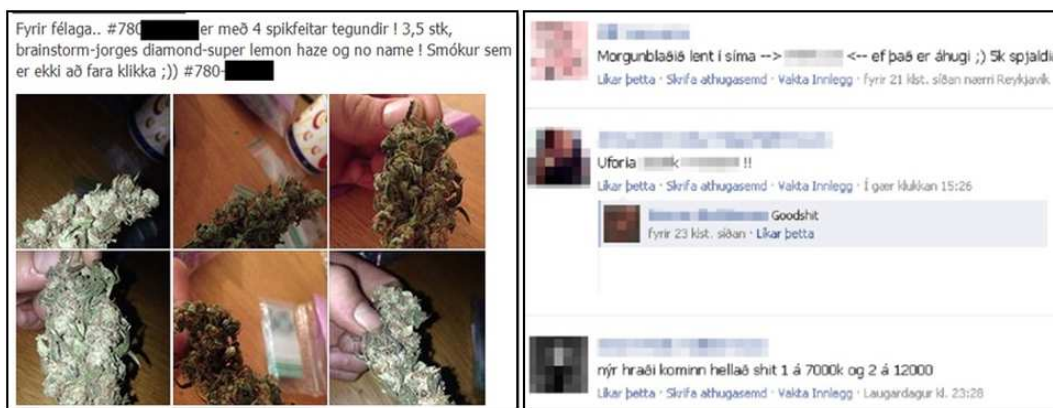 Fyrir félaga.. #780 er með 4 spikfeitar tegundir ! 3,5 stk,
brainstorm-jorges diamond-super lemon haze og no name ! Smókur sem
er ekki að fara klikka ;)) #780-
Morgunblaðið lent í síma --> <-- ef það er áhugi ;) 5k spjaldi
Líkar þetta · Skrifa athugasemd · Vakta Innlegg · fyrir 21 klst. síðan nærri Reykjavík
Uforia k !!
Líkar þetta · Skrifa athugasemd · Vakta Innlegg · Í gær klukkan 15:26
Goodshit
fyrir 23 klst. síðan · Líkar þetta
nýr hraði kominn hellað shit 1 á 7000k og 2 á 12000
Líkar þetta · Skrifa athugasemd · Vakta Innlegg · Laugardagur kl. 23:28